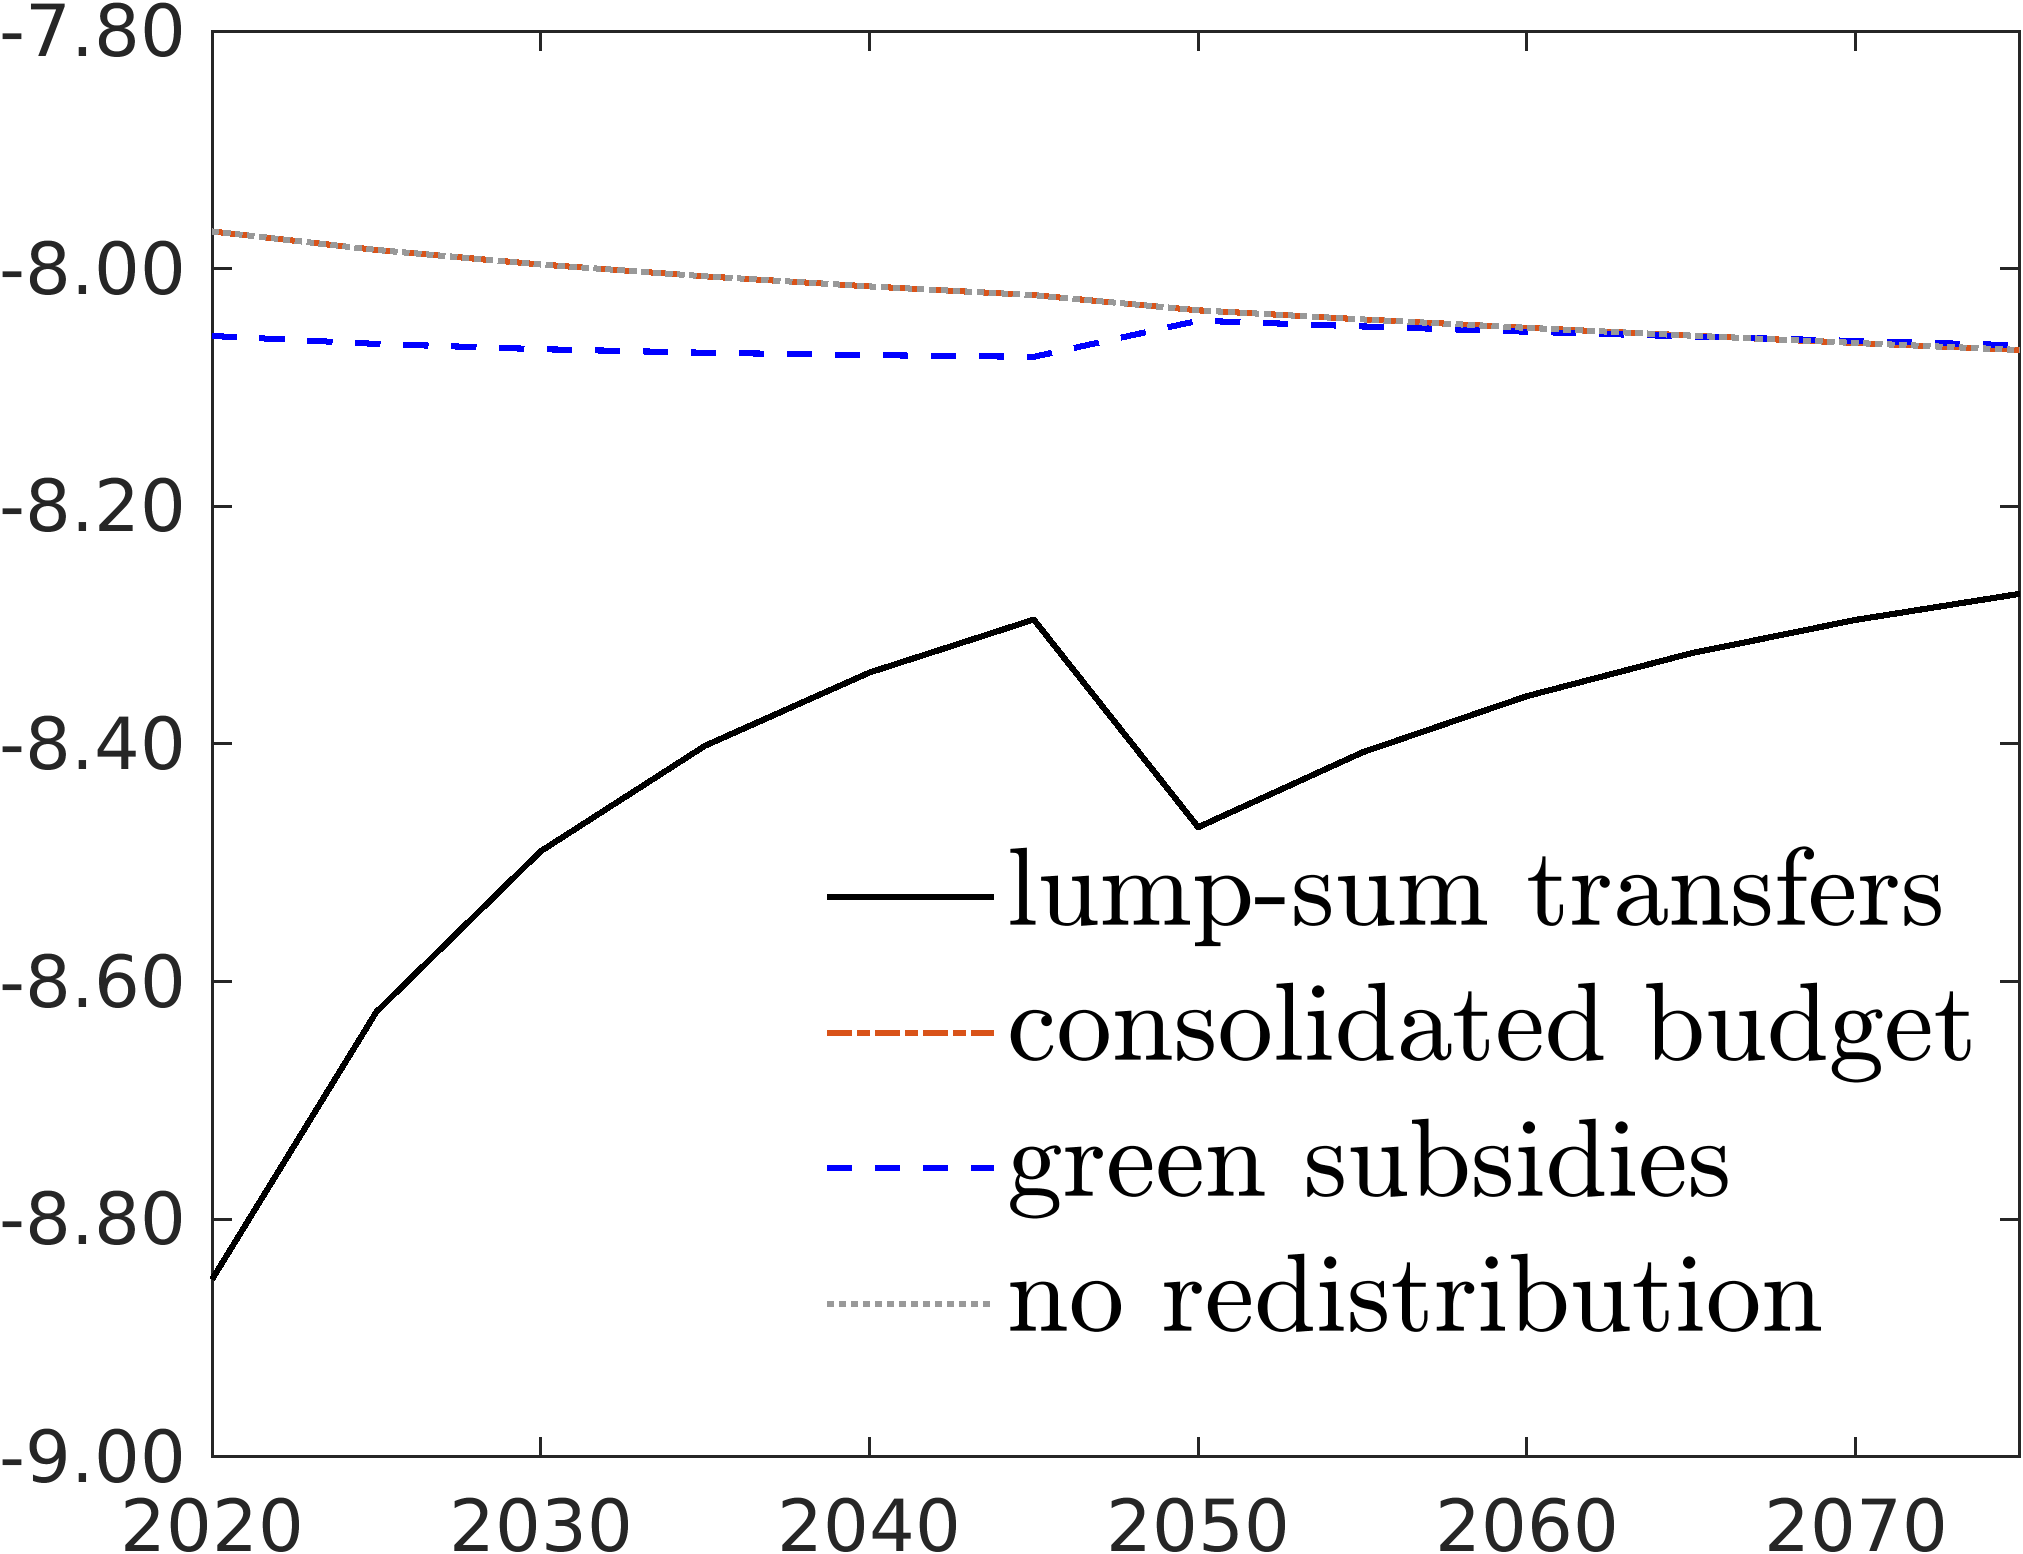 -7.80
-8.00
-8.20
-8.40
-8.60
-8.80
-9.00
lump-sum transfers
consolidated budget
green subsidies
no redistribution
2020 2030 2040 2050 2060 2070